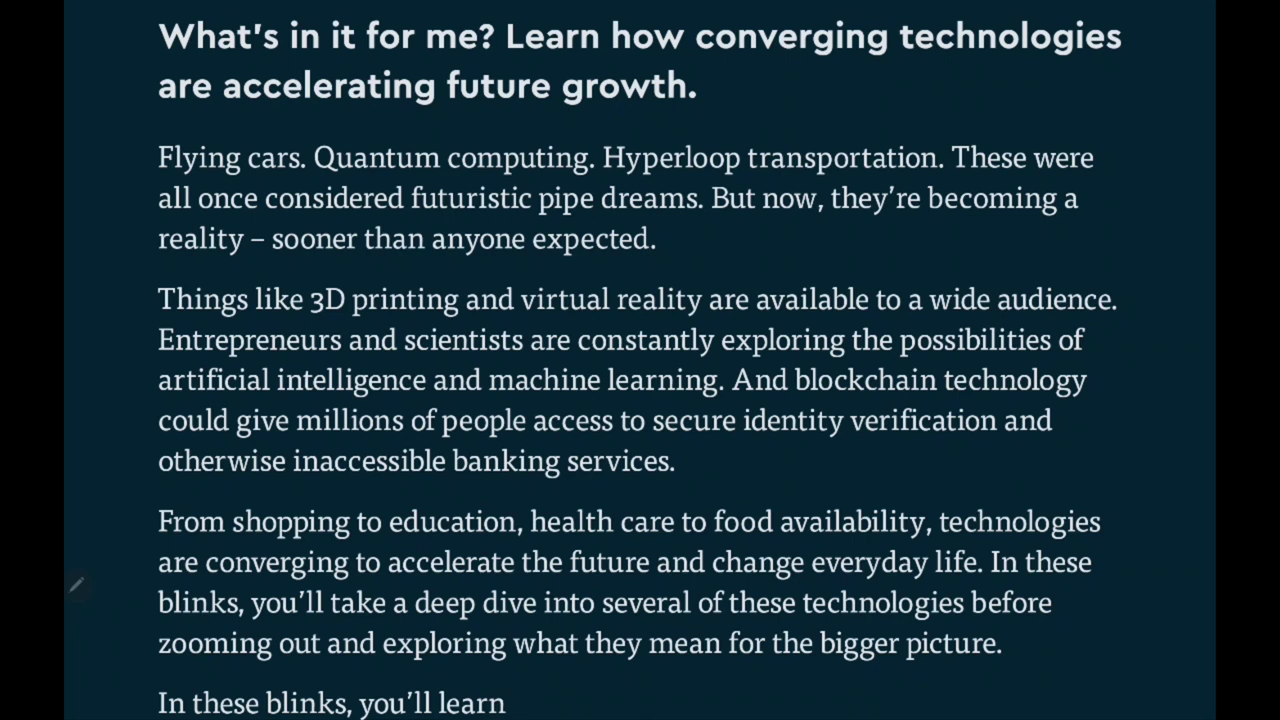 What's in it for me? Learn how converging technologies
are accelerating future growth.
Flying cars. Quantum computing. Hyperloop transportation. These were
all once considered futuristic pipe dreams. But now, they're becoming a
reality – sooner than anyone expected.
Things like 3D printing and virtual reality are available to a wide audience.
Entrepreneurs and scientists are constantly exploring the possibilities of
artificial intelligence and machine learning. And blockchain technology
could give millions of people access to secure identity verification and
otherwise inaccessible banking services.
From shopping to education, health care to food availability, technologies
are converging to accelerate the future and change everyday life. In these
blinks, you'll take a deep dive into several of these technologies before
zooming out and exploring what they mean for the bigger picture.
In these blinks, you'll learn